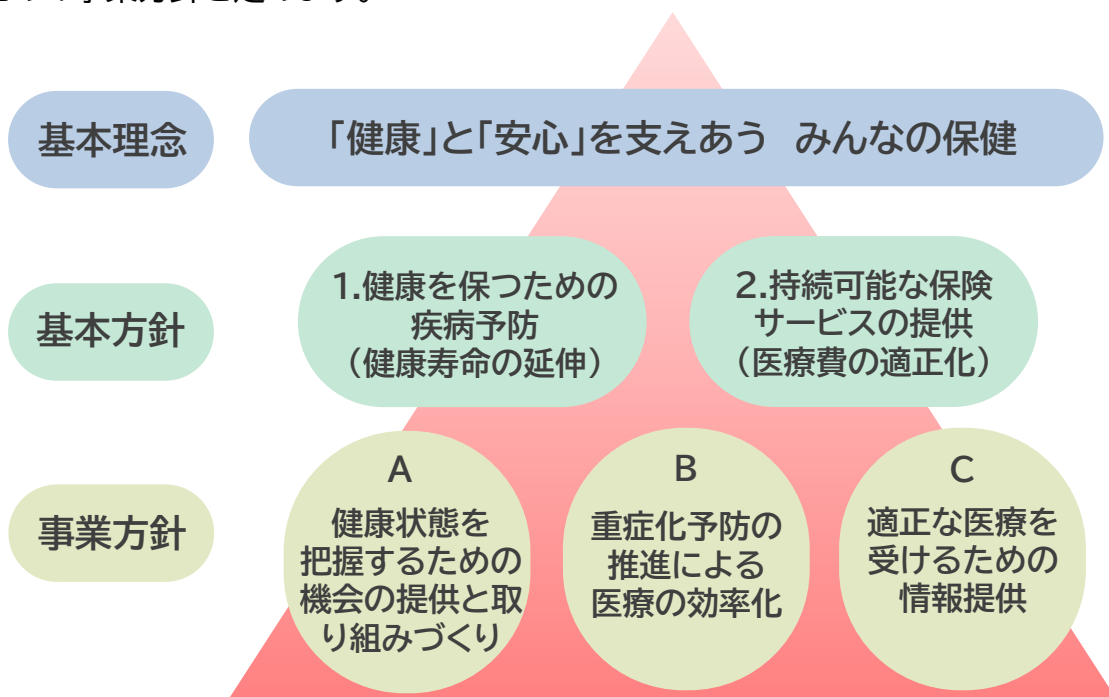 基本理念
「健康」と「安心」を支えあう　みんなの保健
基本方針
1.健康を保つための
疾病予防
（健康寿命の延伸）
2.持続可能な保険
サービスの提供
（医療費の適正化）
事業方針
A
健康状態を
把握するための
機会の提供と取
り組みづくり
B
重症化予防の
推進による
医療の効率化
C
適正な医療を
受けるための
情報提供